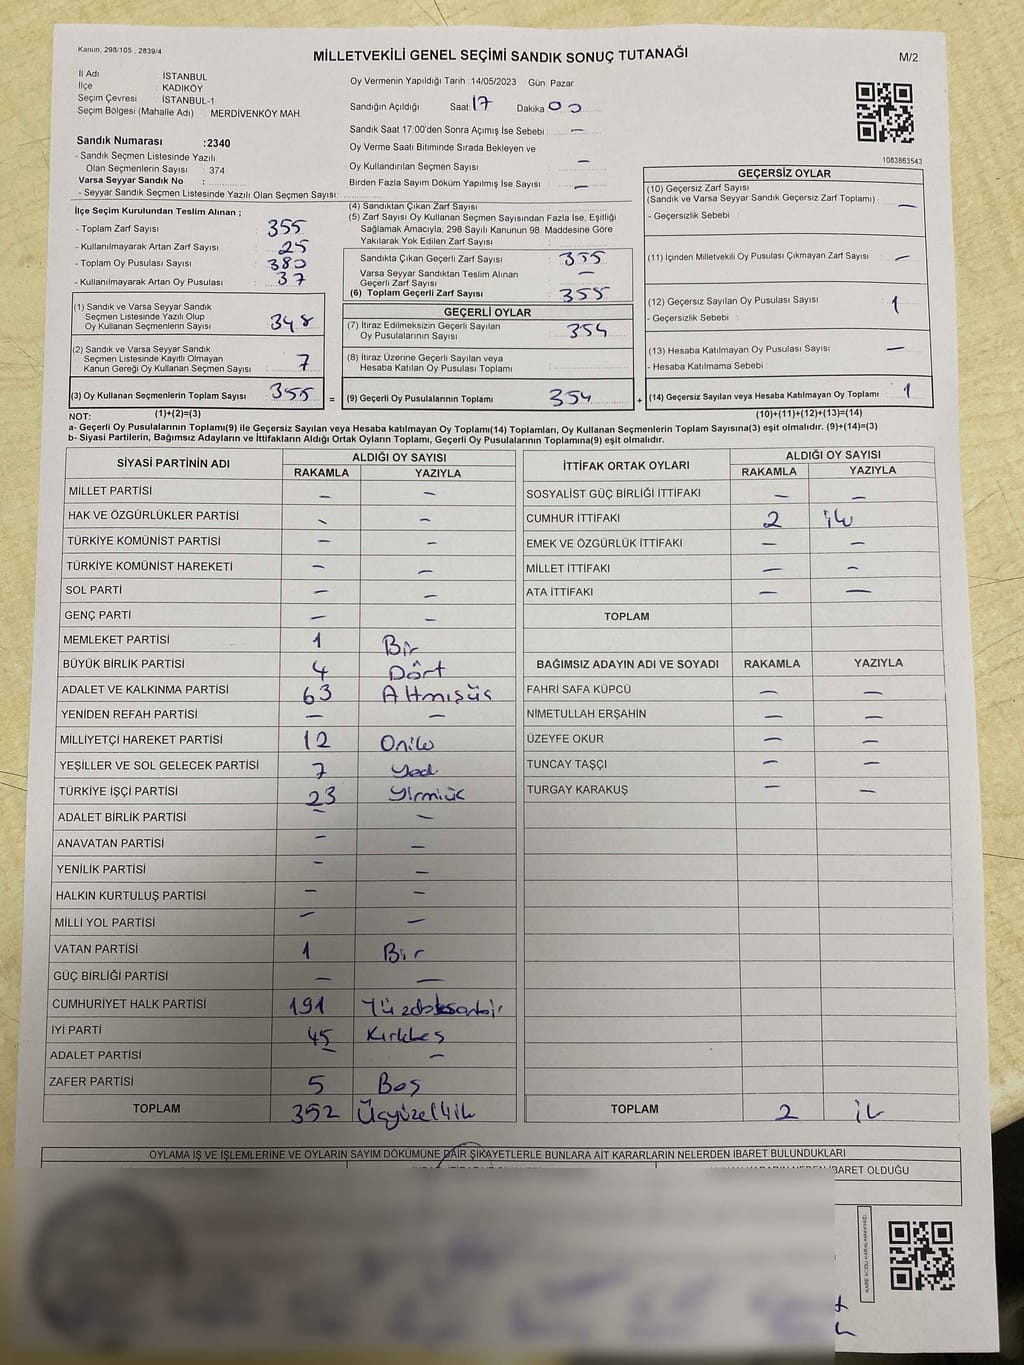 Kanun, 298/105 , 2839/4
MİLLETVEKİLİ GENEL SEÇİMİ SANDIK SONUÇ TUTANAĞI
M/2
İl Adı : İSTANBUL
İlçe : KADIKÖY
Seçim Çevresi : İSTANBUL-1
Seçim Bölgesi (Mahalle Adı) : MERDİVENKÖY MAH.
Sandık Numarası :2340
- Sandık Seçmen Listesinde Yazılı
Olan Seçmenlerin Sayısı : 374
Varsa Seyyar Sandık No :
- Seyyar Sandık Seçmen Listesinde Yazılı Olan Seçmen Sayısı:
Oy Vermenin Yapıldığı Tarih :14/05/2023 Gün Pazar
Sandığın Açıldığı Saat: 17 Dakika 00
Sandık Saat 17:00'den Sonra Açımış İse Sebebi : –
Oy Verme Saati Bitiminde Sırada Bekleyen ve
Oy Kullandırılan Seçmen Sayısı –
Birden Fazla Sayım Döküm Yapılmış İse Sayısı –
1083863543
İlçe Seçim Kurulundan Teslim Alınan ;
- Toplam Zarf Sayısı : 355
- Kullanılmayarak Artan Zarf Sayısı : 25
- Toplam Oy Pusulası Sayısı : 380
- Kullanılmayarak Artan Oy Pusulası : 37
(1) Sandık ve Varsa Seyyar Sandık
Seçmen Listesinde Yazılı Olup
Oy Kullanan Seçmenlerin Sayısı : 348
(2) Sandık ve Varsa Seyyar Sandık
Seçmen Listesinde Kayıtlı Olmayan
Kanun Gereği Oy Kullanan Seçmen Sayısı : 7
(3) Oy Kullanan Seçmenlerin Toplam Sayısı : 355 =
(4) Sandıktan Çıkan Zarf Sayısı
(5) Zarf Sayısı Oy Kullanan Seçmen Sayısından Fazla İse, Eşitliği
Sağlamak Amacıyla, 298 Sayılı Kanunun 98. Maddesine Göre
Yakılarak Yok Edilen Zarf Sayısı
Sandıkta Çıkan Geçerli Zarf Sayısı : 355
Varsa Seyyar Sandıktan Teslim Alınan
Geçerli Zarf Sayısı : –
(6) Toplam Geçerli Zarf Sayısı : 355
GEÇERLİ OYLAR
(7) İtiraz Edilmeksizin Geçerli Sayılan
Oy Pusulalarının Sayısı : 354
(8) İtiraz Üzerine Geçerli Sayılan veya
Hesaba Katılan Oy Pusulası Toplamı :
(9) Geçerli Oy Pusulalarının Toplamı 354 +
GEÇERSİZ OYLAR
(10) Geçersiz Zarf Sayısı
(Sandık ve Varsa Seyyar Sandık Geçersiz Zarf Toplamı) : –
- Geçersizlik Sebebi :
(11) İçinden Milletvekili Oy Pusulası Çıkmayan Zarf Sayısı : –
(12) Geçersiz Sayılan Oy Pusulası Sayısı : 1
- Geçersizlik Sebebi :
(13) Hesaba Katılmayan Oy Pusulası Sayısı : –
- Hesaba Katılmama Sebebi :
(14) Geçersiz Sayılan veya Hesaba Katılmayan Oy Toplamı : 1
NOT: (1)+(2)=(3) (10)+(11)+(12)+(13)=(14)
a- Geçerli Oy Pusulalarının Toplamı(9) ile Geçersiz Sayılan veya Hesaba katılmayan Oy Toplamı(14) Toplamları, Oy Kullanan Seçmenlerin Toplam Sayısına(3) eşit olmalıdır. (9)+(14)=(3)
b- Siyasi Partilerin, Bağımsız Adayların ve İttifakların Aldığı Ortak Oyların Toplamı, Geçerli Oy Pusulalarının Toplamına(9) eşit olmalıdır.
SİYASİ PARTİNİN ADI ALDIĞI OY SAYISI
RAKAMLA YAZIYLA
MİLLET PARTİSİ – –
HAK VE ÖZGÜRLÜKLER PARTİSİ – –
TÜRKİYE KOMÜNİST PARTİSİ – –
TÜRKİYE KOMÜNİST HAREKETİ – –
SOL PARTİ – –
GENÇ PARTİ – –
MEMLEKET PARTİSİ 1 Bir
BÜYÜK BİRLİK PARTİSİ 4 Dört
ADALET VE KALKINMA PARTİSİ 63 Altmışüç
YENİDEN REFAH PARTİSİ – –
MİLLİYETÇİ HAREKET PARTİSİ 12 Oniki
YEŞİLLER VE SOL GELECEK PARTİSİ 7 Yedi
TÜRKİYE İŞÇİ PARTİSİ 23 Yirmiüç
ADALET BİRLİK PARTİSİ – –
ANAVATAN PARTİSİ – –
YENİLİK PARTİSİ – –
HALKIN KURTULUŞ PARTİSİ – –
MİLLİ YOL PARTİSİ – –
VATAN PARTİSİ 1 Bir
GÜÇ BİRLİĞİ PARTİSİ – –
CUMHURİYET HALK PARTİSİ 191 Yüzdoksanbir
İYİ PARTİ 45 Kırkbeş
ADALET PARTİSİ – –
ZAFER PARTİSİ 5 Beş
TOPLAM 352 Üçyüzelliik
İTTİFAK ORTAK OYLARI ALDIĞI OY SAYISI
RAKAMLA YAZIYLA
SOSYALİST GÜÇ BİRLİĞİ İTTİFAKI – –
CUMHUR İTTİFAKI 2 iki
EMEK VE ÖZGÜRLÜK İTTİFAKI – –
MİLLET İTTİFAKI – –
ATA İTTİFAKI – –
TOPLAM
BAĞIMSIZ ADAYIN ADI VE SOYADI RAKAMLA YAZIYLA
FAHRİ SAFA KÜPCÜ – –
NİMETULLAH ERŞAHİN – –
ÜZEYFE OKUR – –
TUNCAY TAŞÇI – –
TURGAY KARAKUŞ – –
TOPLAM 2 iki
OYLAMA İŞ VE İŞLEMLERİNE VE OYLARIN SAYIM DÖKÜMÜNE DAİR ŞİKAYETLERLE BUNLARA AİT KARARLARIN NELERDEN İBARET BULUNDUKLARI
İBARET OLDUĞU